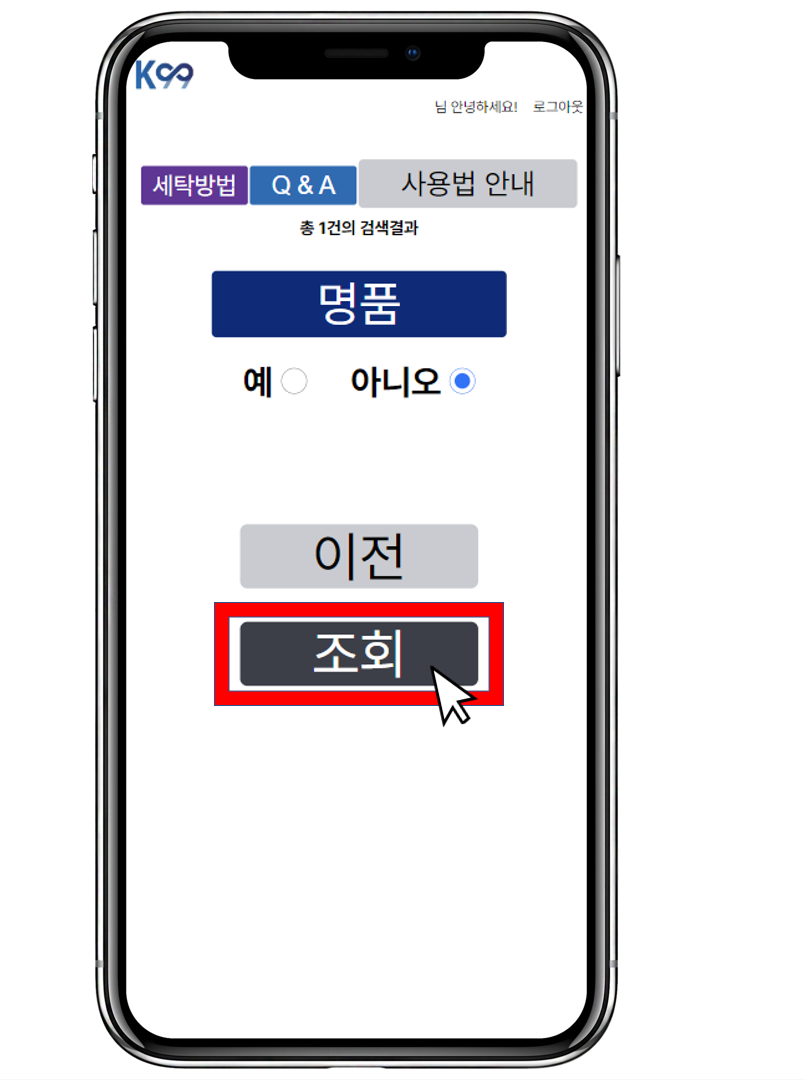 K99
님 안녕하세요! 로그아웃
세탁방법 Q & A 사용법 안내
총 1건의 검색결과
명품
예 아니오
이전
조회